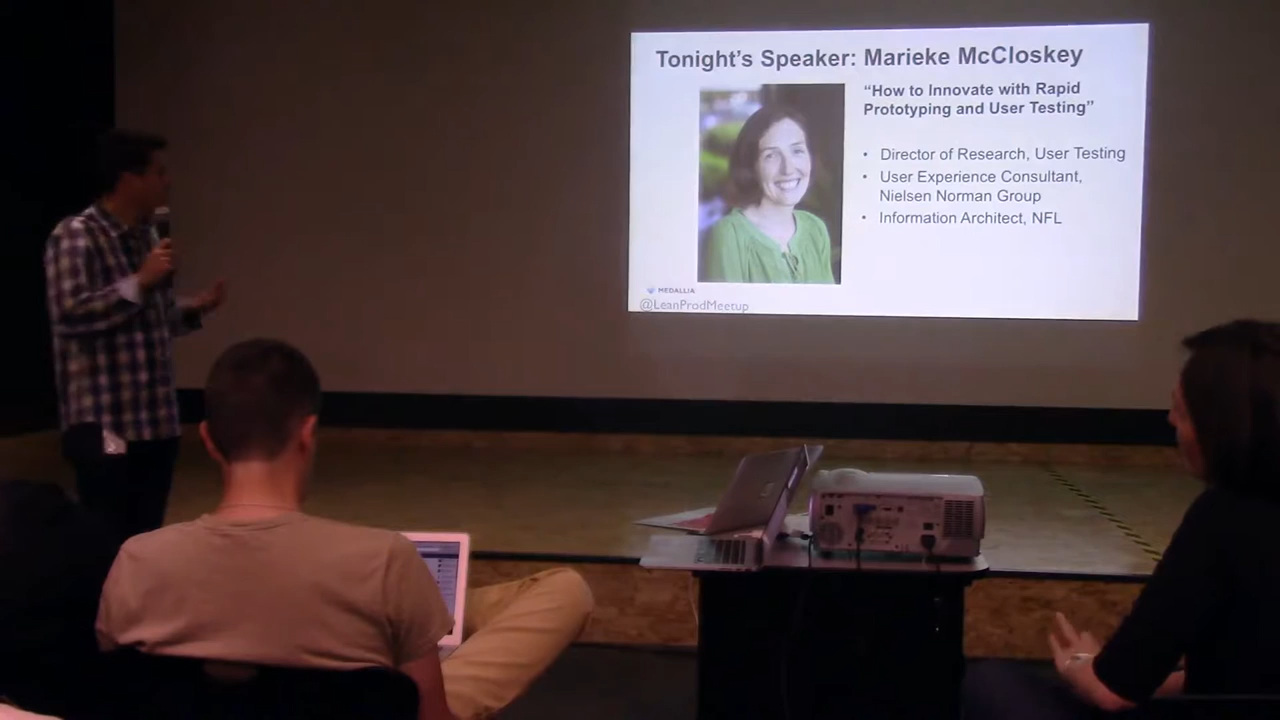 Tonight's Speaker: Marieke McCloskey
“How to Innovate with Rapid
Prototyping and User Testing”
• Director of Research, User Testing
• User Experience Consultant,
Nielsen Norman Group
• Information Architect, NFL
MEDALLIA
@LeanProdMeetup